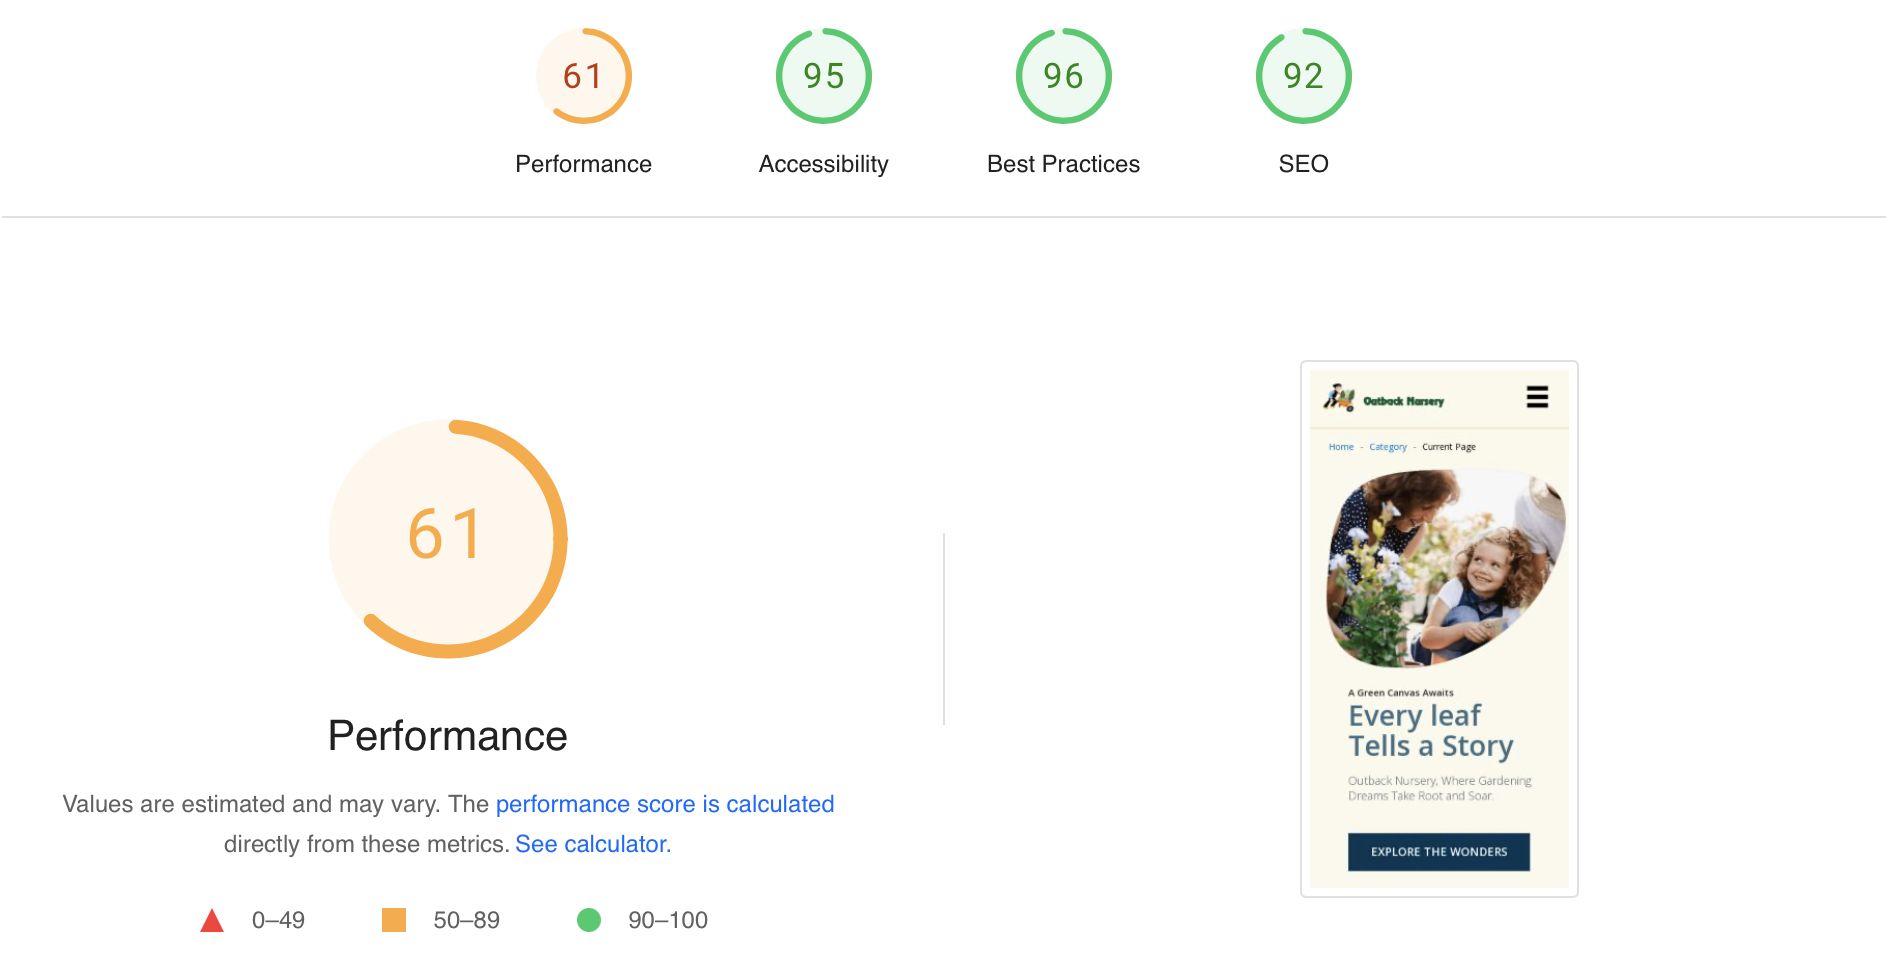 61
95
96
92
Performance
Accessibility
Best Practices
SEO
61
Performance
Values are estimated and may vary. The performance score is calculated
directly from these metrics. See calculator.
0–49
50–89
90–100
Outback Nursery
Home - Category - Current Page
A Green Canvas Awaits
Every leaf
Tells a Story
Outback Nursery, Where Gardening
Dreams Take Root and Soar.
EXPLORE THE WONDERS